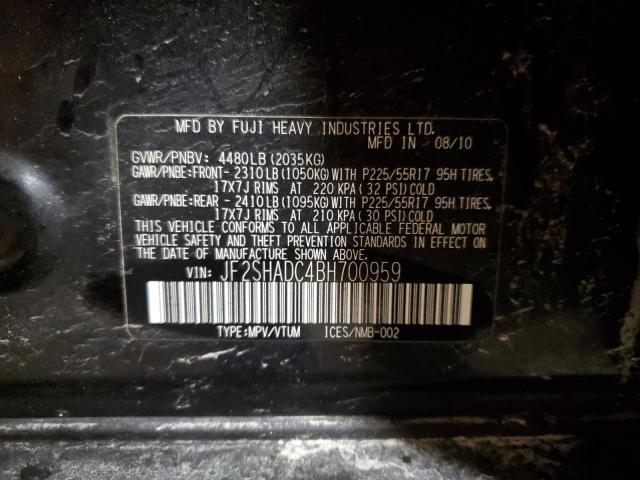 MFD BY FUJI HEAVY INDUSTRIES LTD.
MFD IN 08/10
GVWR/PNBV: 4480LB(2035KG)
GAWR/PNBE:FRONT- 2310LB(1050KG)WITH P225/55R17 95H TIRES,
17X7J RIMS AT 220 KPA(32 PSI)COLD
GAWR/PNBE:REAR - 2410LB(1095KG)WITH P225/55R17 95H TIRES,
17X7J RIMS AT 210 KPA(30 PSI)COLD
THIS VEHICLE CONFORMS TO ALL APPLICABLE FEDERAL MOTOR
VEHICLE SAFETY AND THEFT PREVENTION STANDARDS IN EFFECT
ON THE DATE OF MANUFACTURE SHOWN ABOVE.
VIN: JF2SHADC4BH700959
TYPE:MPV/VTUM ICES/NMB-002